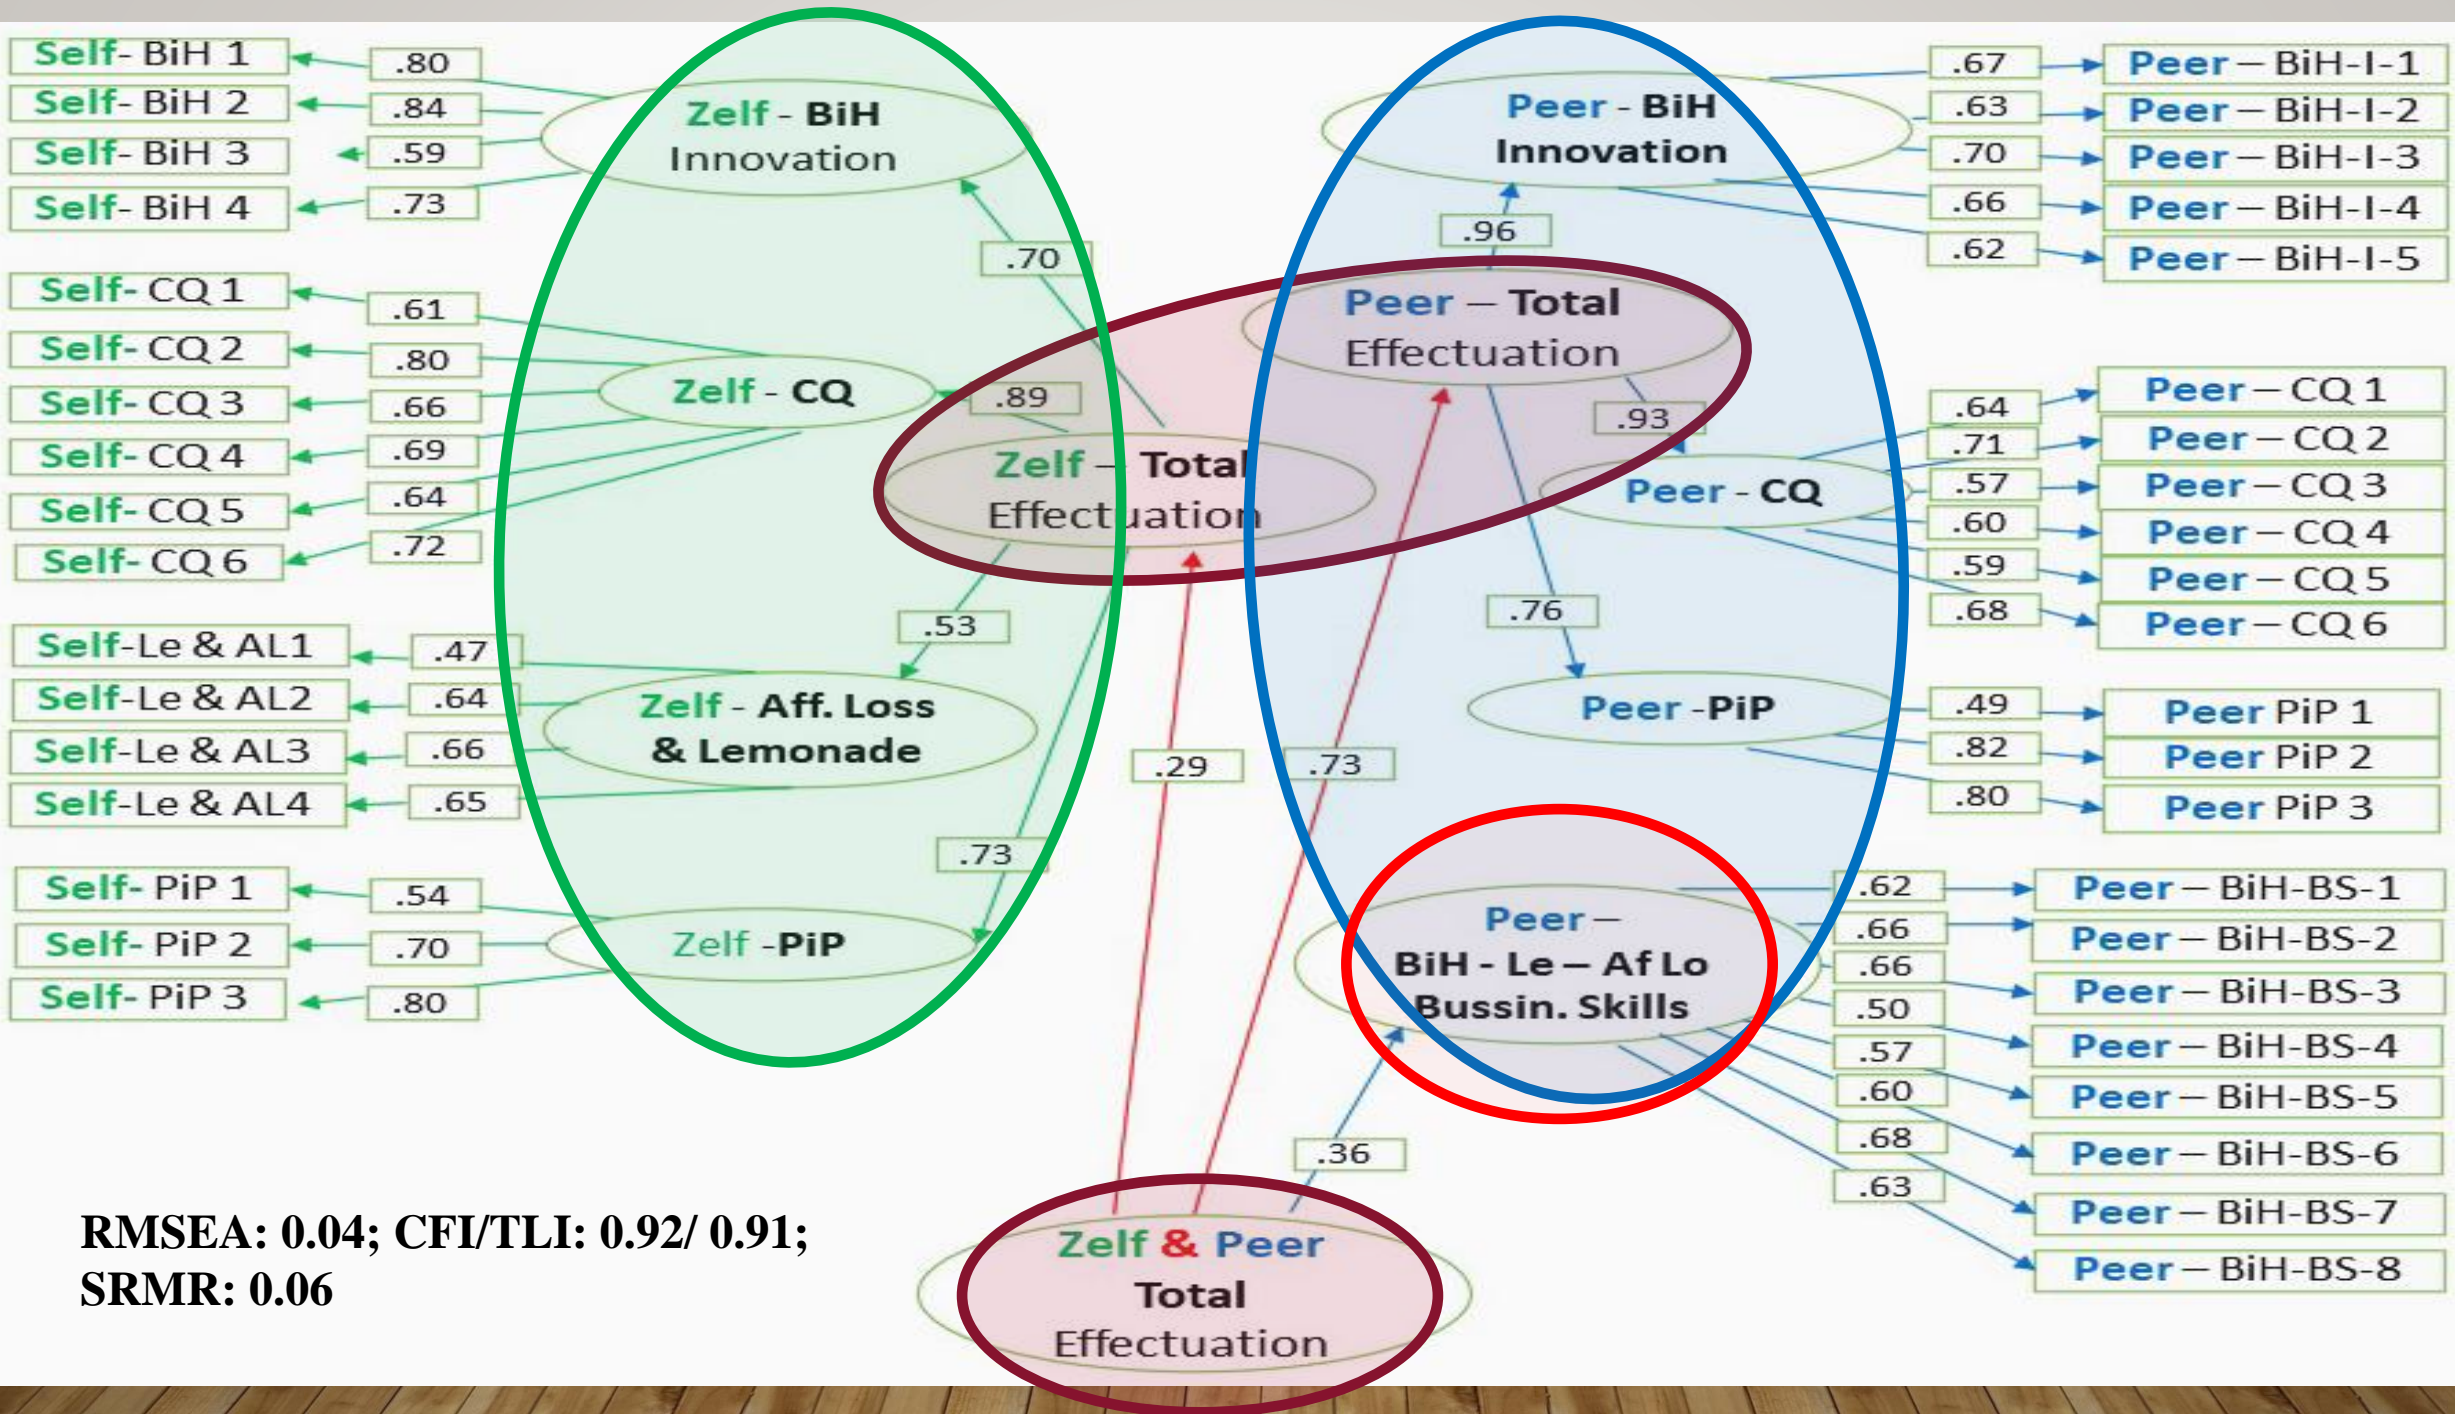 Self- BiH 1
.80
Self- BiH 2
.84
Self- BiH 3
.59
Self- BiH 4
.73
Zelf - BiH
Innovation
.70
Self- CQ 1
.61
Self- CQ 2
.80
Self- CQ 3
.66
Self- CQ 4
.69
Self- CQ 5
.64
Self- CQ 6
.72
Zelf - CQ
.89
Zelf – Total
Effectuation
.53
Self-Le & AL1
.47
Self-Le & AL2
.64
Self-Le & AL3
.66
Self-Le & AL4
.65
Zelf - Aff. Loss
& Lemonade
.73
Self- PiP 1
.54
Self- PiP 2
.70
Self- PiP 3
.80
Zelf -PiP
Peer - BiH
Innovation
.67
Peer – BiH-I-1
.63
Peer – BiH-I-2
.70
Peer – BiH-I-3
.66
Peer – BiH-I-4
.62
Peer – BiH-I-5
.96
Peer – Total
Effectuation
.93
Peer - CQ
.64
Peer – CQ 1
.71
Peer – CQ 2
.57
Peer – CQ 3
.60
Peer – CQ 4
.59
Peer – CQ 5
.68
Peer – CQ 6
.76
Peer -PiP
.49
Peer PiP 1
.82
Peer PiP 2
.80
Peer PiP 3
.29
.73
Peer –
BiH - Le – Af Lo
Bussin. Skills
.62
Peer – BiH-BS-1
.66
Peer – BiH-BS-2
.66
Peer – BiH-BS-3
.50
Peer – BiH-BS-4
.57
Peer – BiH-BS-5
.60
Peer – BiH-BS-6
.68
Peer – BiH-BS-7
.63
Peer – BiH-BS-8
.36
Zelf & Peer
Total
Effectuation
RMSEA: 0.04; CFI/TLI: 0.92/ 0.91;
SRMR: 0.06